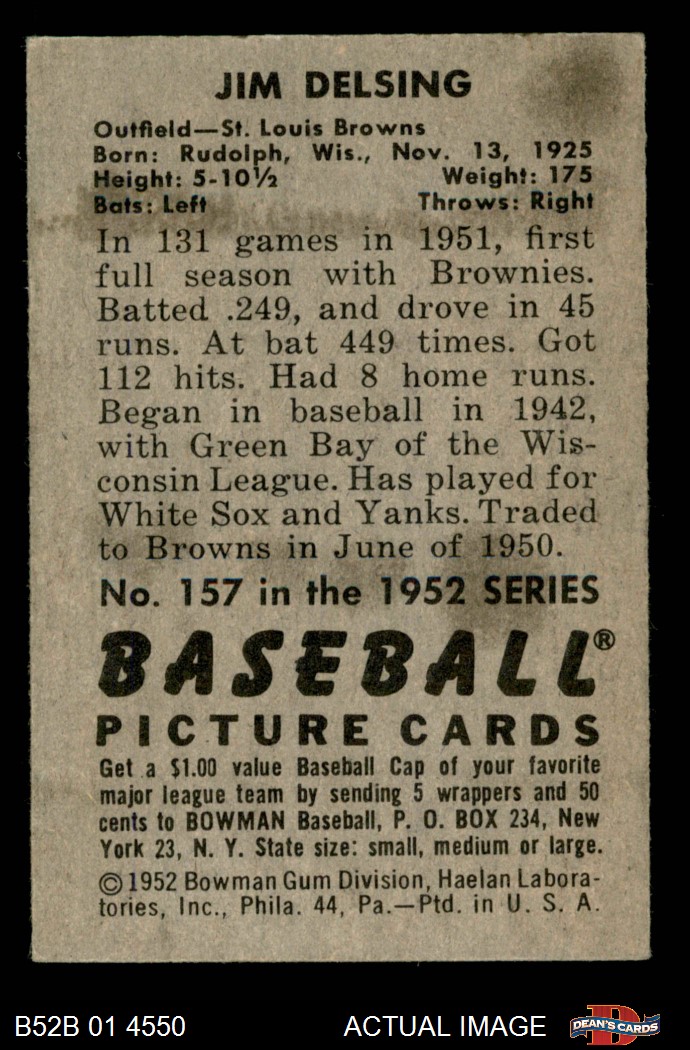 JIM DELSING
Outfield—St. Louis Browns
Born: Rudolph, Wis., Nov. 13, 1925
Height: 5-10½ Weight: 175
Bats: Left Throws: Right
In 131 games in 1951, first
full season with Brownies.
Batted .249, and drove in 45
runs. At bat 449 times. Got
112 hits. Had 8 home runs.
Began in baseball in 1942,
with Green Bay of the Wis-
consin League. Has played for
White Sox and Yanks. Traded
to Browns in June of 1950.
No. 157 in the 1952 SERIES
BASEBALL®
PICTURE CARDS
Get a $1.00 value Baseball Cap of your favorite
major league team by sending 5 wrappers and 50
cents to BOWMAN Baseball, P. O. BOX 234, New
York 23, N. Y. State size: small, medium or large.
©1952 Bowman Gum Division, Haelan Labora-
tories, Inc., Phila. 44, Pa.—Ptd. in U. S. A.
B52B 01 4550 ACTUAL IMAGE D DEAN'S CARDS